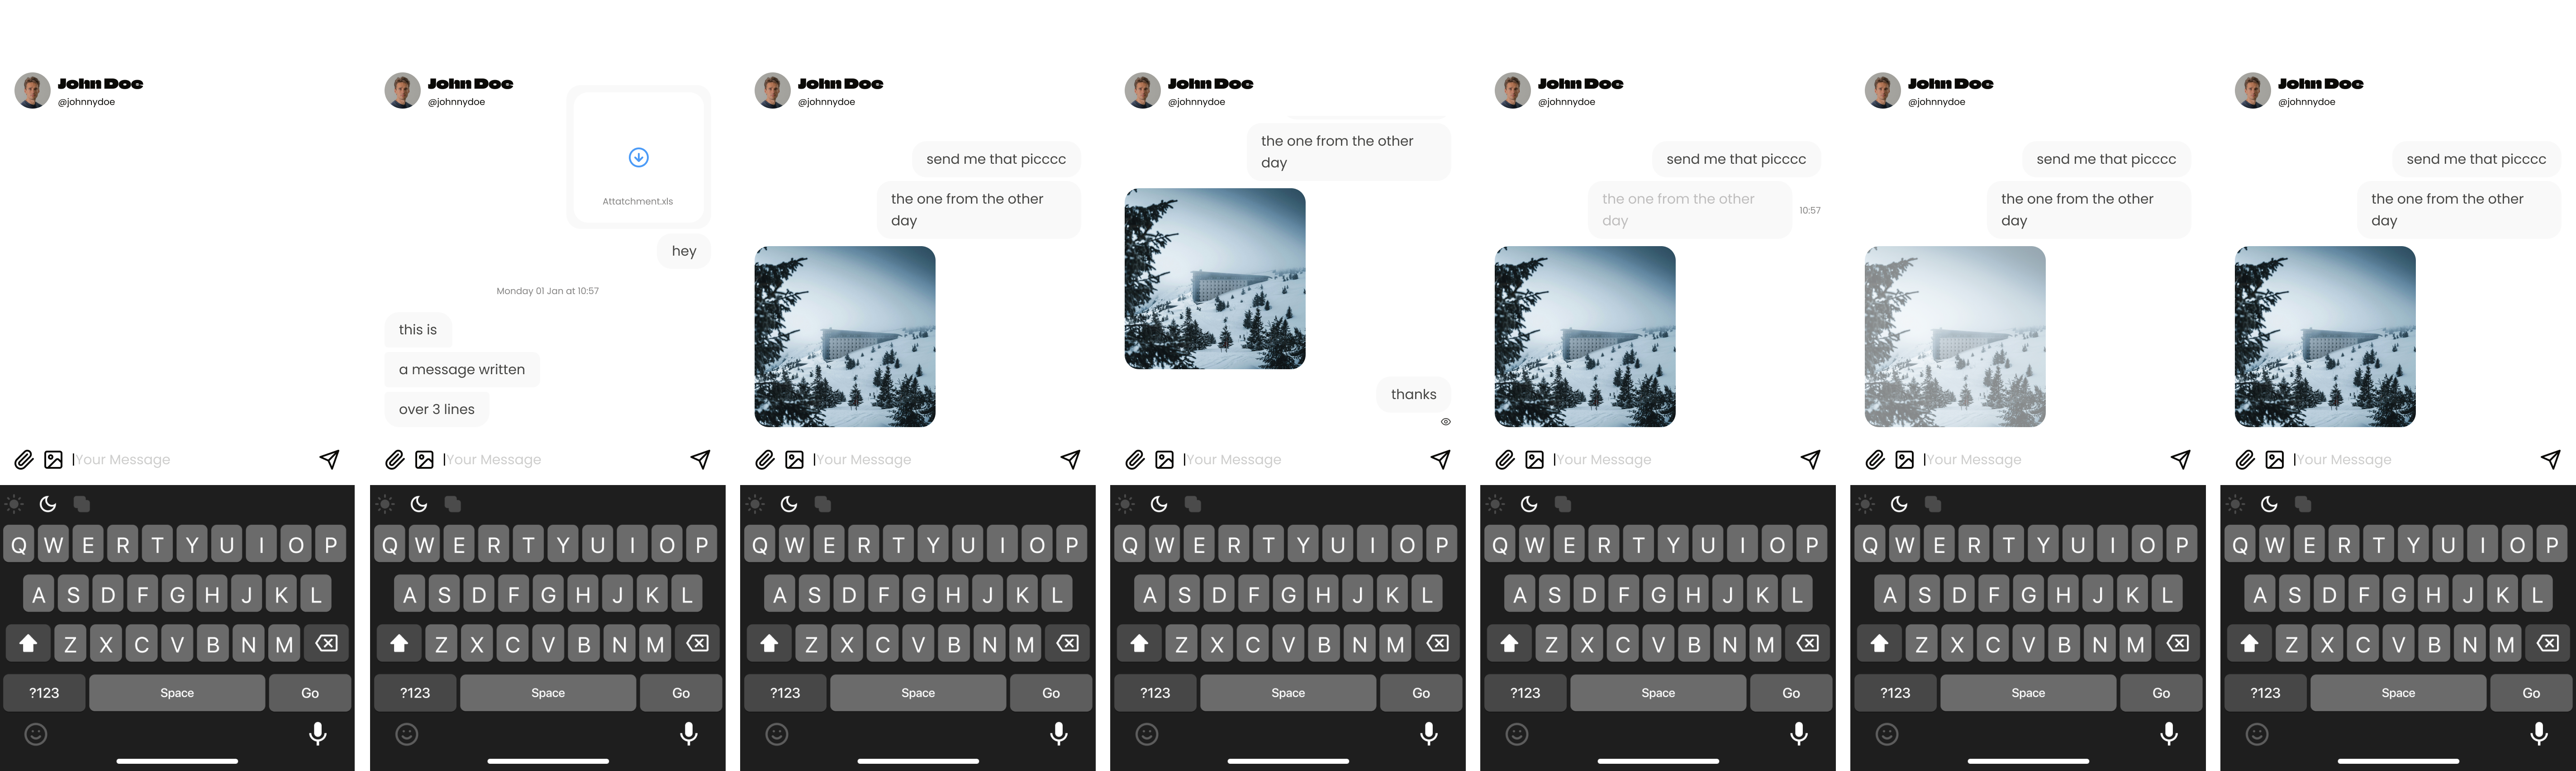 John Doe
@johnnydoe
Your Message
Q W E R T Y U I O P
A S D F G H J K L
Z X C V B N M
?123 Space Go
John Doe
@johnnydoe
Attatchment.xls
hey
Monday 01 Jan at 10:57
this is
a message written
over 3 lines
Your Message
Q W E R T Y U I O P
A S D F G H J K L
Z X C V B N M
?123 Space Go
John Doe
@johnnydoe
send me that picccc
the one from the other
day
Your Message
Q W E R T Y U I O P
A S D F G H J K L
Z X C V B N M
?123 Space Go
John Doe
@johnnydoe
the one from the other
day
thanks
Your Message
Q W E R T Y U I O P
A S D F G H J K L
Z X C V B N M
?123 Space Go
John Doe
@johnnydoe
send me that picccc
the one from the other
day
10:57
Your Message
Q W E R T Y U I O P
A S D F G H J K L
Z X C V B N M
?123 Space Go
John Doe
@johnnydoe
send me that picccc
the one from the other
day
Your Message
Q W E R T Y U I O P
A S D F G H J K L
Z X C V B N M
?123 Space Go
John Doe
@johnnydoe
send me that picccc
the one from the other
day
Your Message
Q W E R T Y U I O P
A S D F G H J K L
Z X C V B N M
?123 Space Go